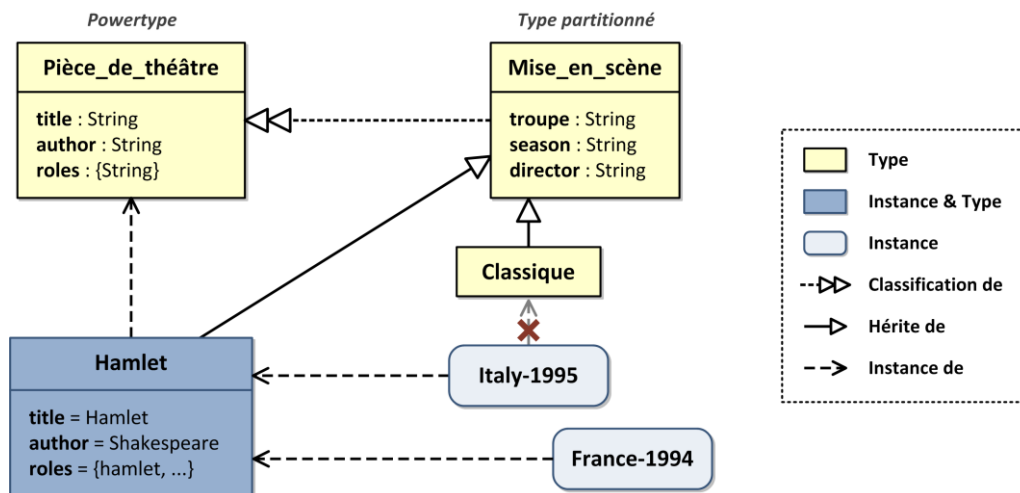 Powertype
Type partitionné
Pièce_de_théâtre
title : String
author : String
roles : {String}
Mise_en_scène
troupe : String
season : String
director : String
Classique
Hamlet
title = Hamlet
author = Shakespeare
roles = {hamlet, ...}
Italy-1995
France-1994
Type
Instance & Type
Instance
Classification de
Hérite de
Instance de